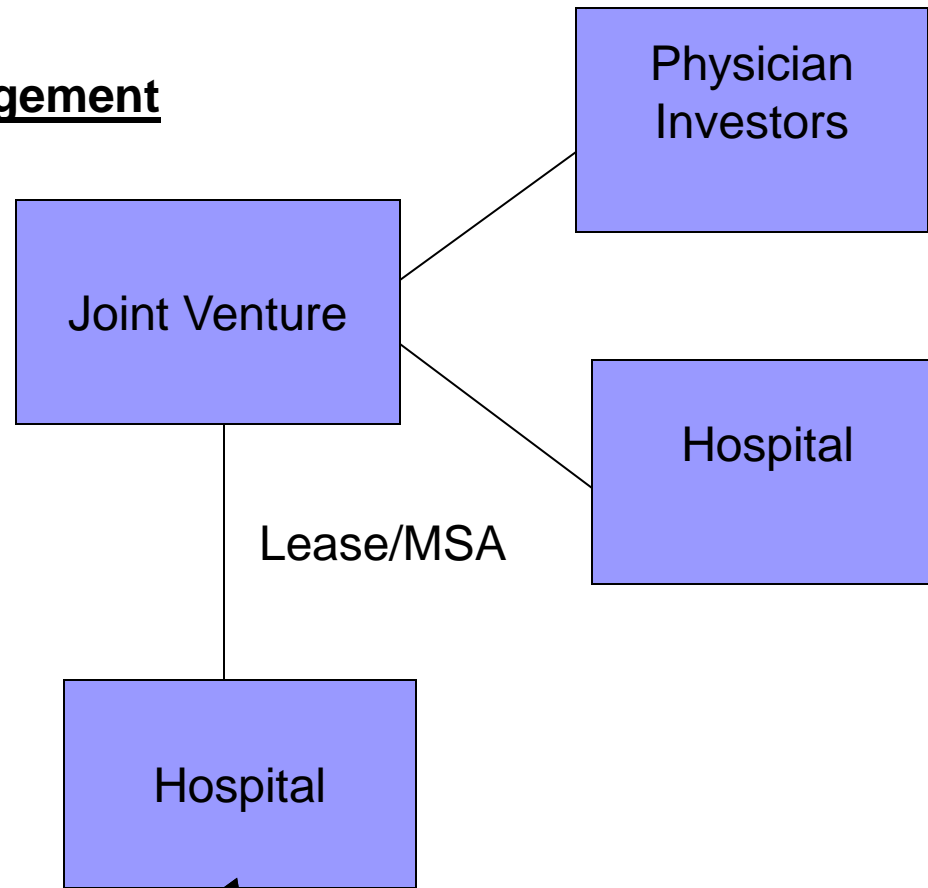 gement
Physician
Investors
Joint Venture
Hospital
Lease/MSA
Hospital